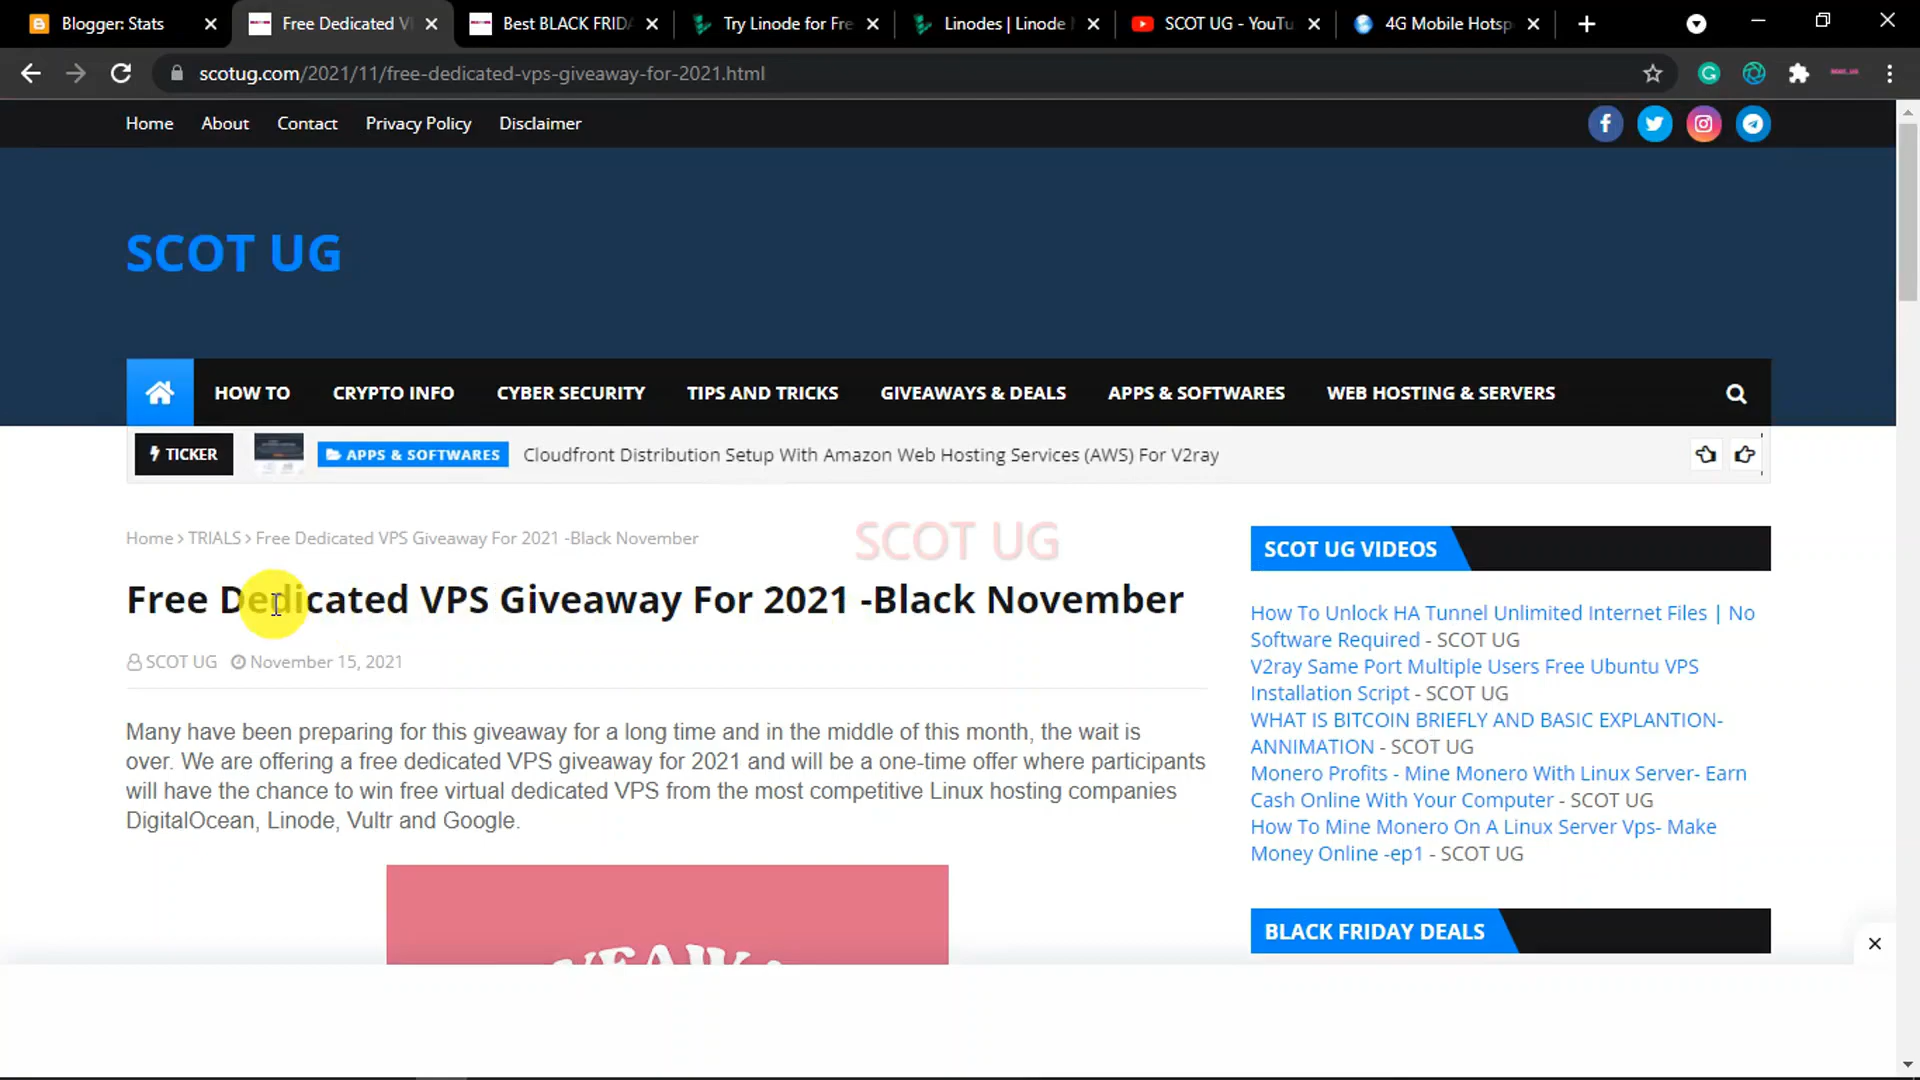 Blogger: Stats
Free Dedicated V
Best BLACK FRID
Try Linode for Fre
Linodes | Linode
SCOT UG - YouTu
4G Mobile Hotsp
scotug.com/2021/11/free-dedicated-vps-giveaway-for-2021.html
Home About Contact Privacy Policy Disclaimer
SCOT UG
HOW TO CRYPTO INFO CYBER SECURITY TIPS AND TRICKS GIVEAWAYS & DEALS APPS & SOFTWARES WEB HOSTING & SERVERS
TICKER APPS & SOFTWARES Cloudfront Distribution Setup With Amazon Web Hosting Services (AWS) For V2ray
Home > TRIALS > Free Dedicated VPS Giveaway For 2021 -Black November
SCOT UG
Free Dedicated VPS Giveaway For 2021 -Black November
SCOT UG November 15, 2021
Many have been preparing for this giveaway for a long time and in the middle of this month, the wait is
over. We are offering a free dedicated VPS giveaway for 2021 and will be a one-time offer where participants
will have the chance to win free virtual dedicated VPS from the most competitive Linux hosting companies
DigitalOcean, Linode, Vultr and Google.
SCOT UG VIDEOS
How To Unlock HA Tunnel Unlimited Internet Files | No
Software Required - SCOT UG
V2ray Same Port Multiple Users Free Ubuntu VPS
Installation Script - SCOT UG
WHAT IS BITCOIN BRIEFLY AND BASIC EXPLANTION-
ANNIMATION - SCOT UG
Monero Profits - Mine Monero With Linux Server- Earn
Cash Online With Your Computer - SCOT UG
How To Mine Monero On A Linux Server Vps- Make
Money Online -ep1 - SCOT UG
BLACK FRIDAY DEALS